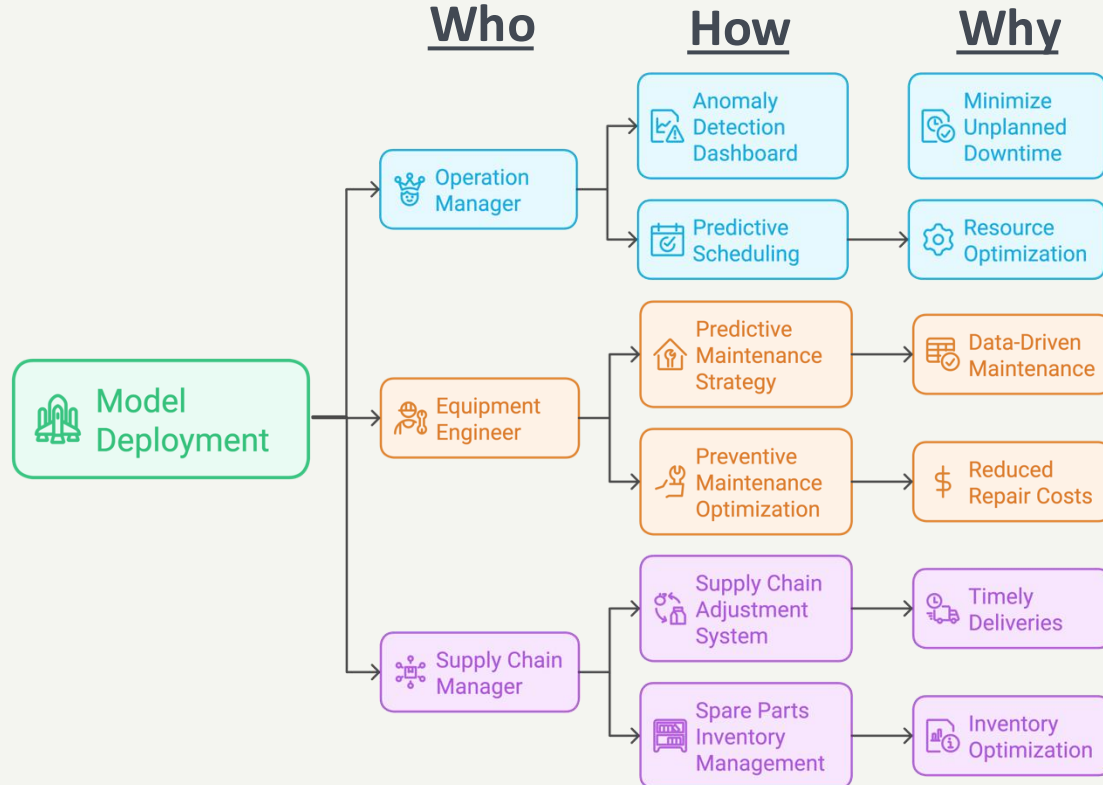 Who
How
Why
Model
Deployment
Operation
Manager
Anomaly
Detection
Dashboard
Minimize
Unplanned
Downtime
Predictive
Scheduling
Resource
Optimization
Equipment
Engineer
Predictive
Maintenance
Strategy
Data-Driven
Maintenance
Preventive
Maintenance
Optimization
Reduced
Repair Costs
Supply Chain
Manager
Supply Chain
Adjustment
System
Timely
Deliveries
Spare Parts
Inventory
Management
Inventory
Optimization